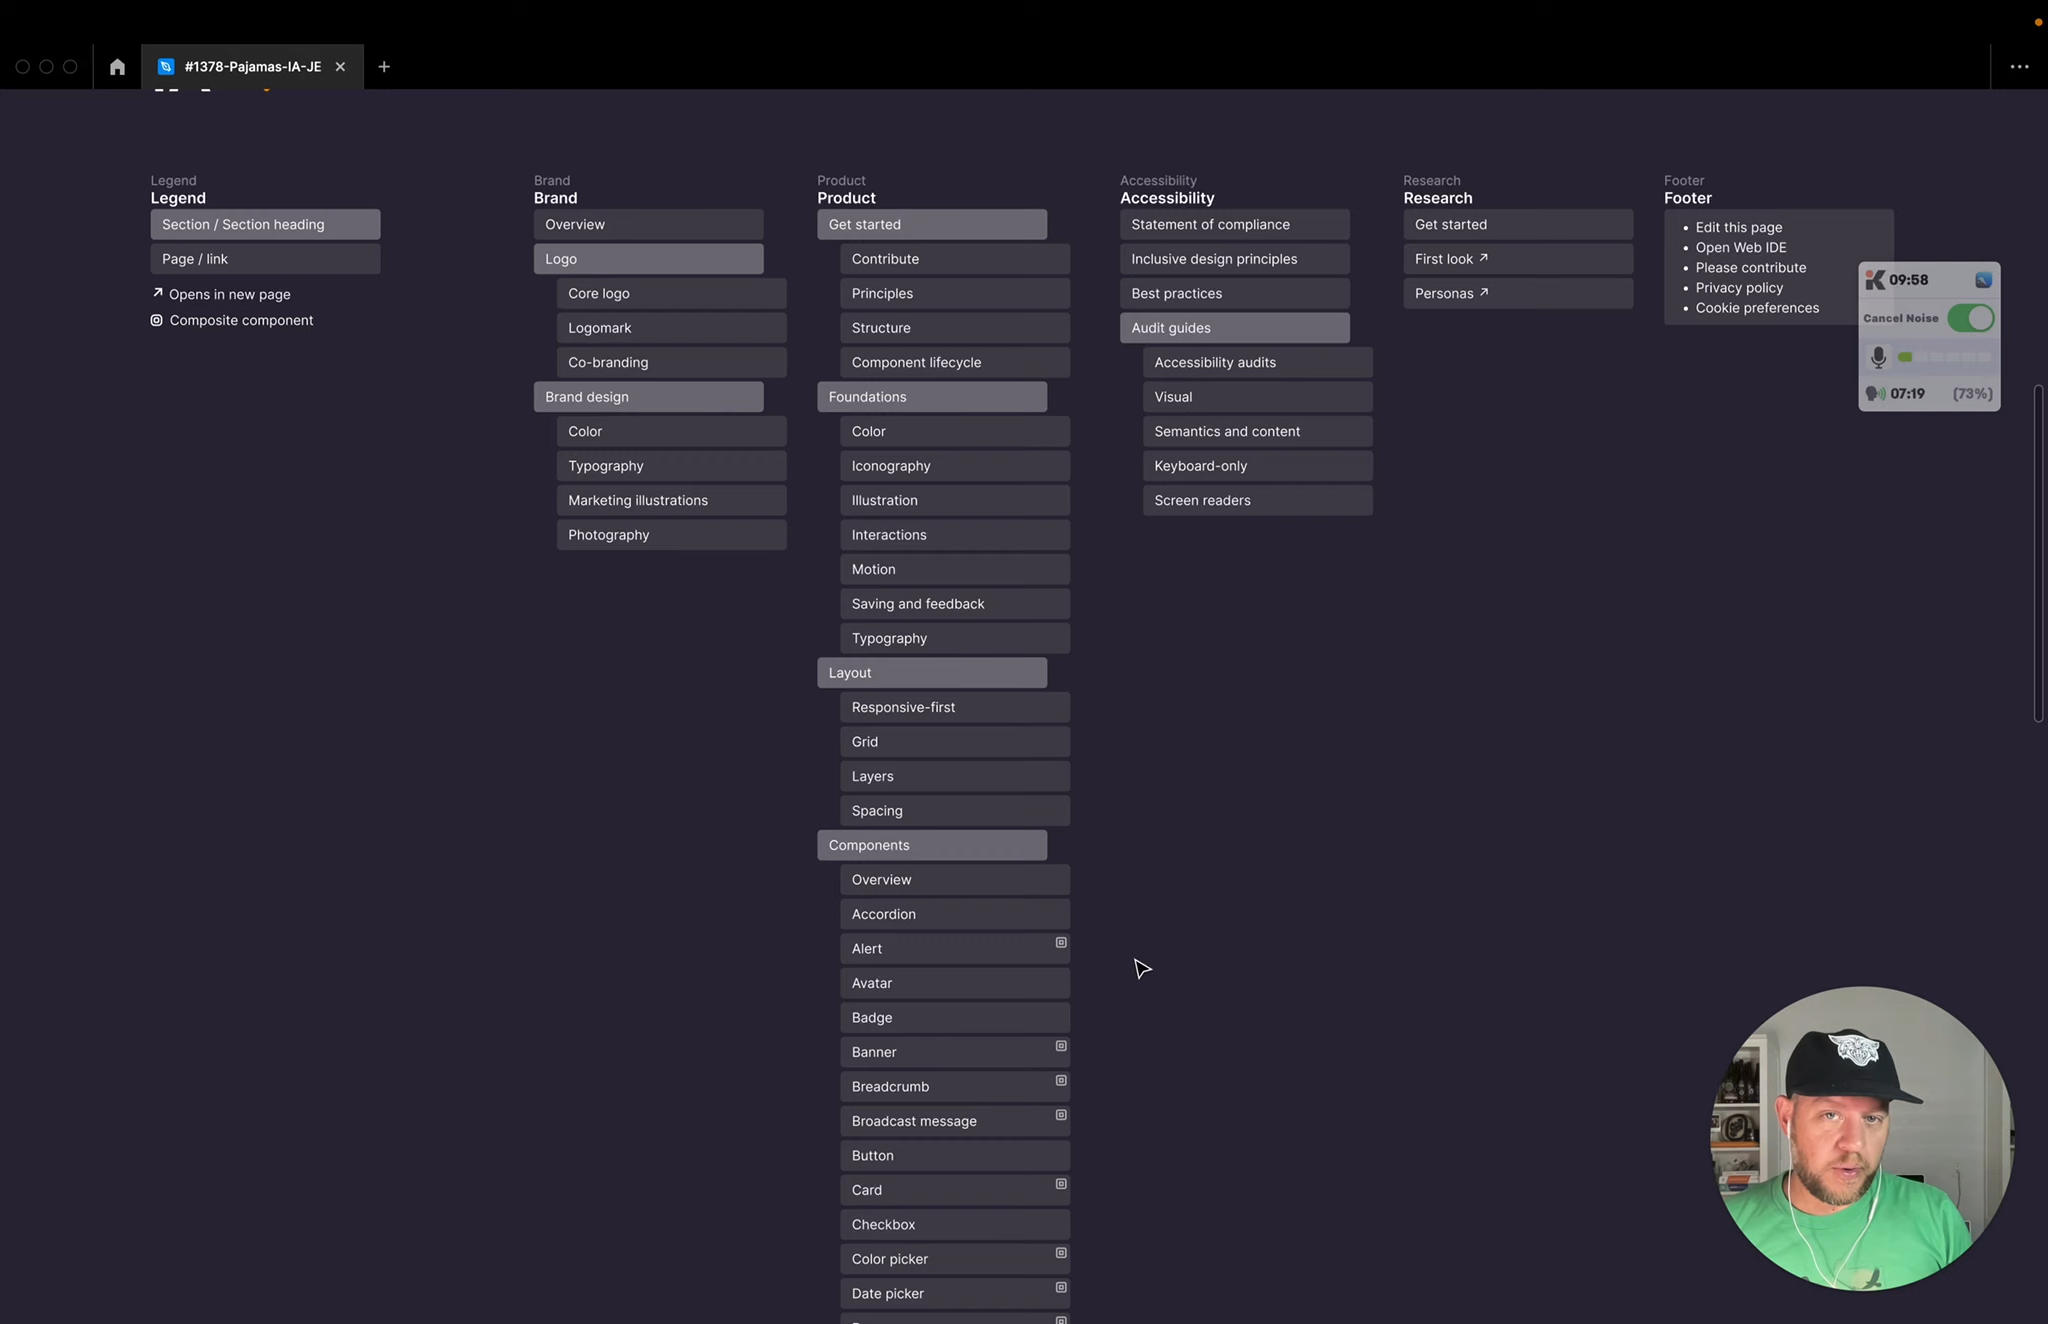 #1378-Pajamas-IA-JE
Legend
Legend
Section / Section heading
Page / link
Opens in new page
Composite component
Brand
Brand
Overview
Logo
Core logo
Logomark
Co-branding
Brand design
Color
Typography
Marketing illustrations
Photography
Product
Product
Get started
Contribute
Principles
Structure
Component lifecycle
Foundations
Color
Iconography
Illustration
Interactions
Motion
Saving and feedback
Typography
Layout
Responsive-first
Grid
Layers
Spacing
Components
Overview
Accordion
Alert
Avatar
Badge
Banner
Breadcrumb
Broadcast message
Button
Card
Checkbox
Color picker
Date picker
Accessibility
Accessibility
Statement of compliance
Inclusive design principles
Best practices
Audit guides
Accessibility audits
Visual
Semantics and content
Keyboard-only
Screen readers
Research
Research
Get started
First look ↗
Personas ↗
Footer
Footer
• Edit this page
• Open Web IDE
• Please contribute
• Privacy policy
• Cookie preferences
09:58
Cancel Noise
07:19 (73%)